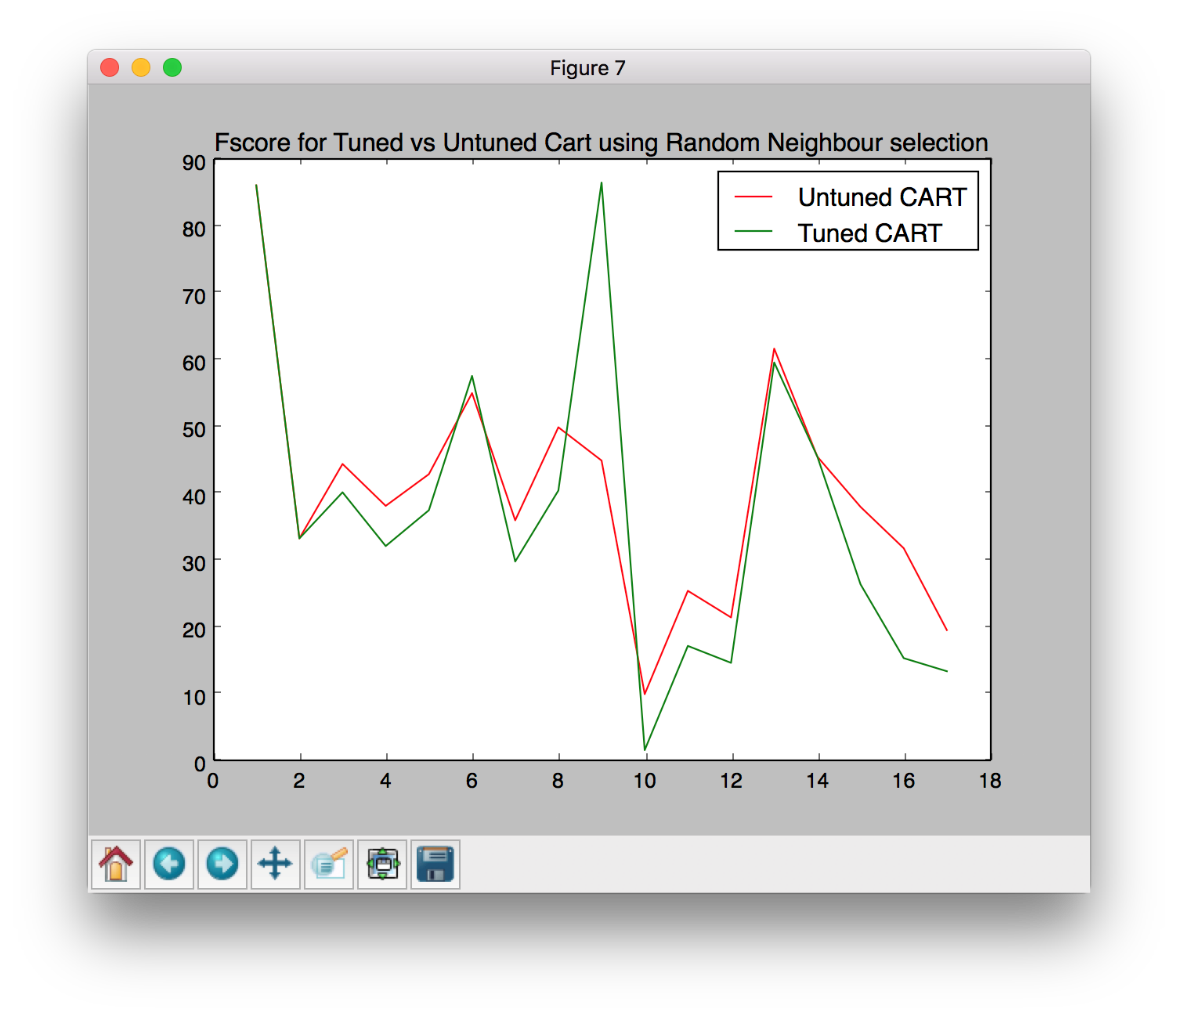 Figure 7
Fscore for Tuned vs Untuned Cart using Random Neighbour selection
Untuned CART
Tuned CART
90
80
70
60
50
40
30
20
10
0
0 2 4 6 8 10 12 14 16 18